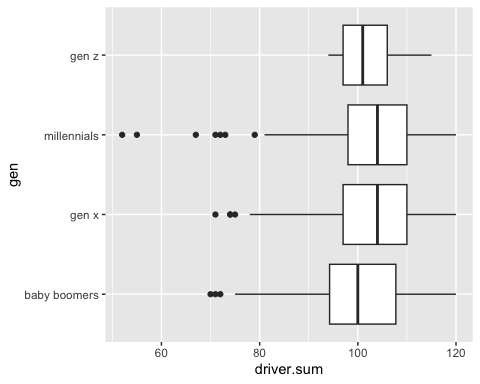 gen z
millennials
gen x
baby boomers
gen
60
80
100
120
driver.sum